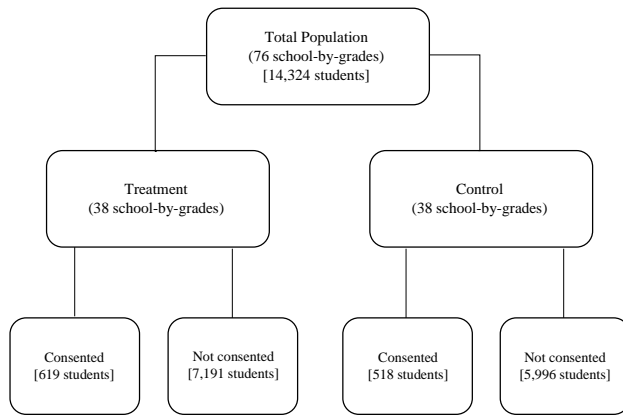 Total Population
(76 school-by-grades)
[14,324 students]
Treatment
(38 school-by-grades)
Control
(38 school-by-grades)
Consented
[619 students]
Not consented
[7,191 students]
Consented
[518 students]
Not consented
[5,996 students]